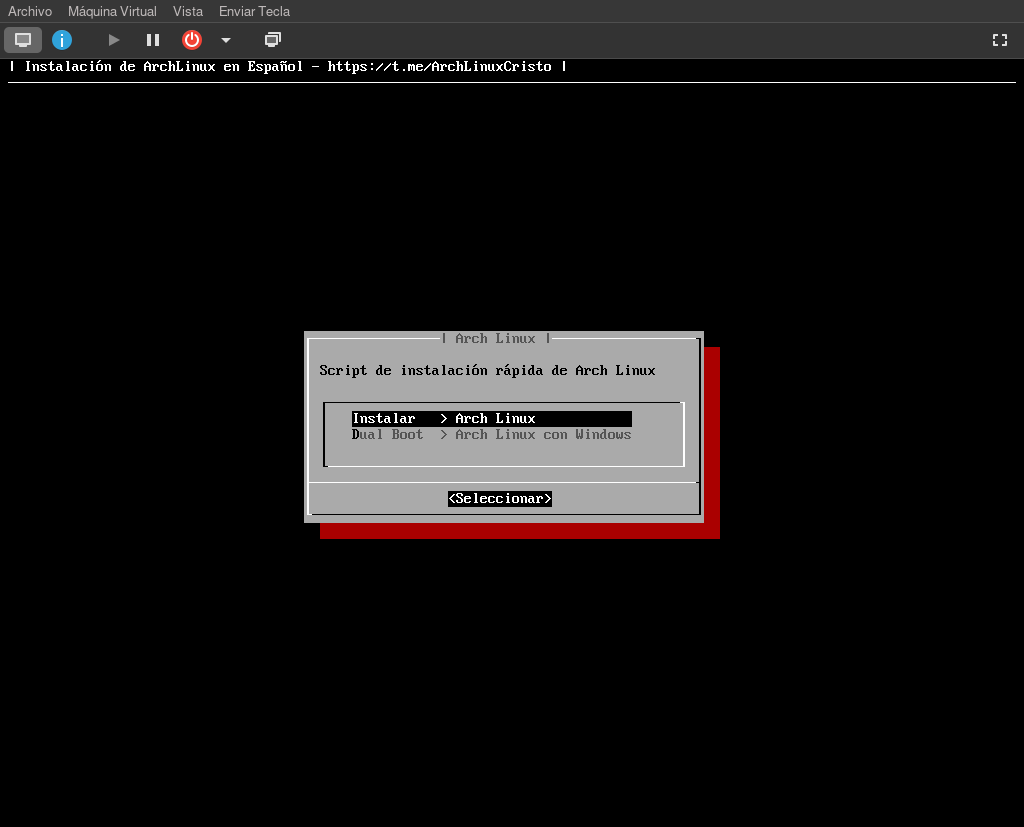 Archivo Máquina Virtual Vista Enviar Tecla
| Instalación de ArchLinux en Español - https://t.me/ArchLinuxCristo |
| Arch Linux |
Script de instalación rápida de Arch Linux
Instalar > Arch Linux
Dual Boot > Arch Linux con Windows
<Seleccionar>